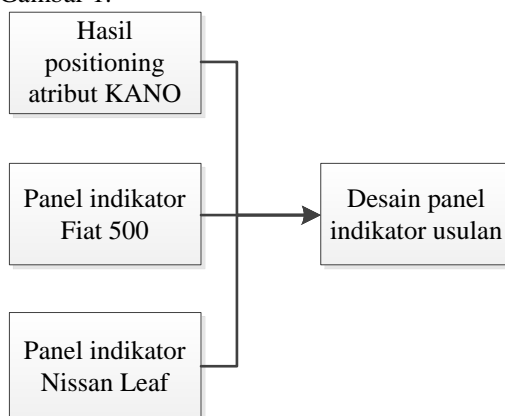 Gambar 1.
Hasil
positioning
atribut KANO
Panel indikator
Fiat 500
Desain panel
indikator usulan
Panel indikator
Nissan Leaf